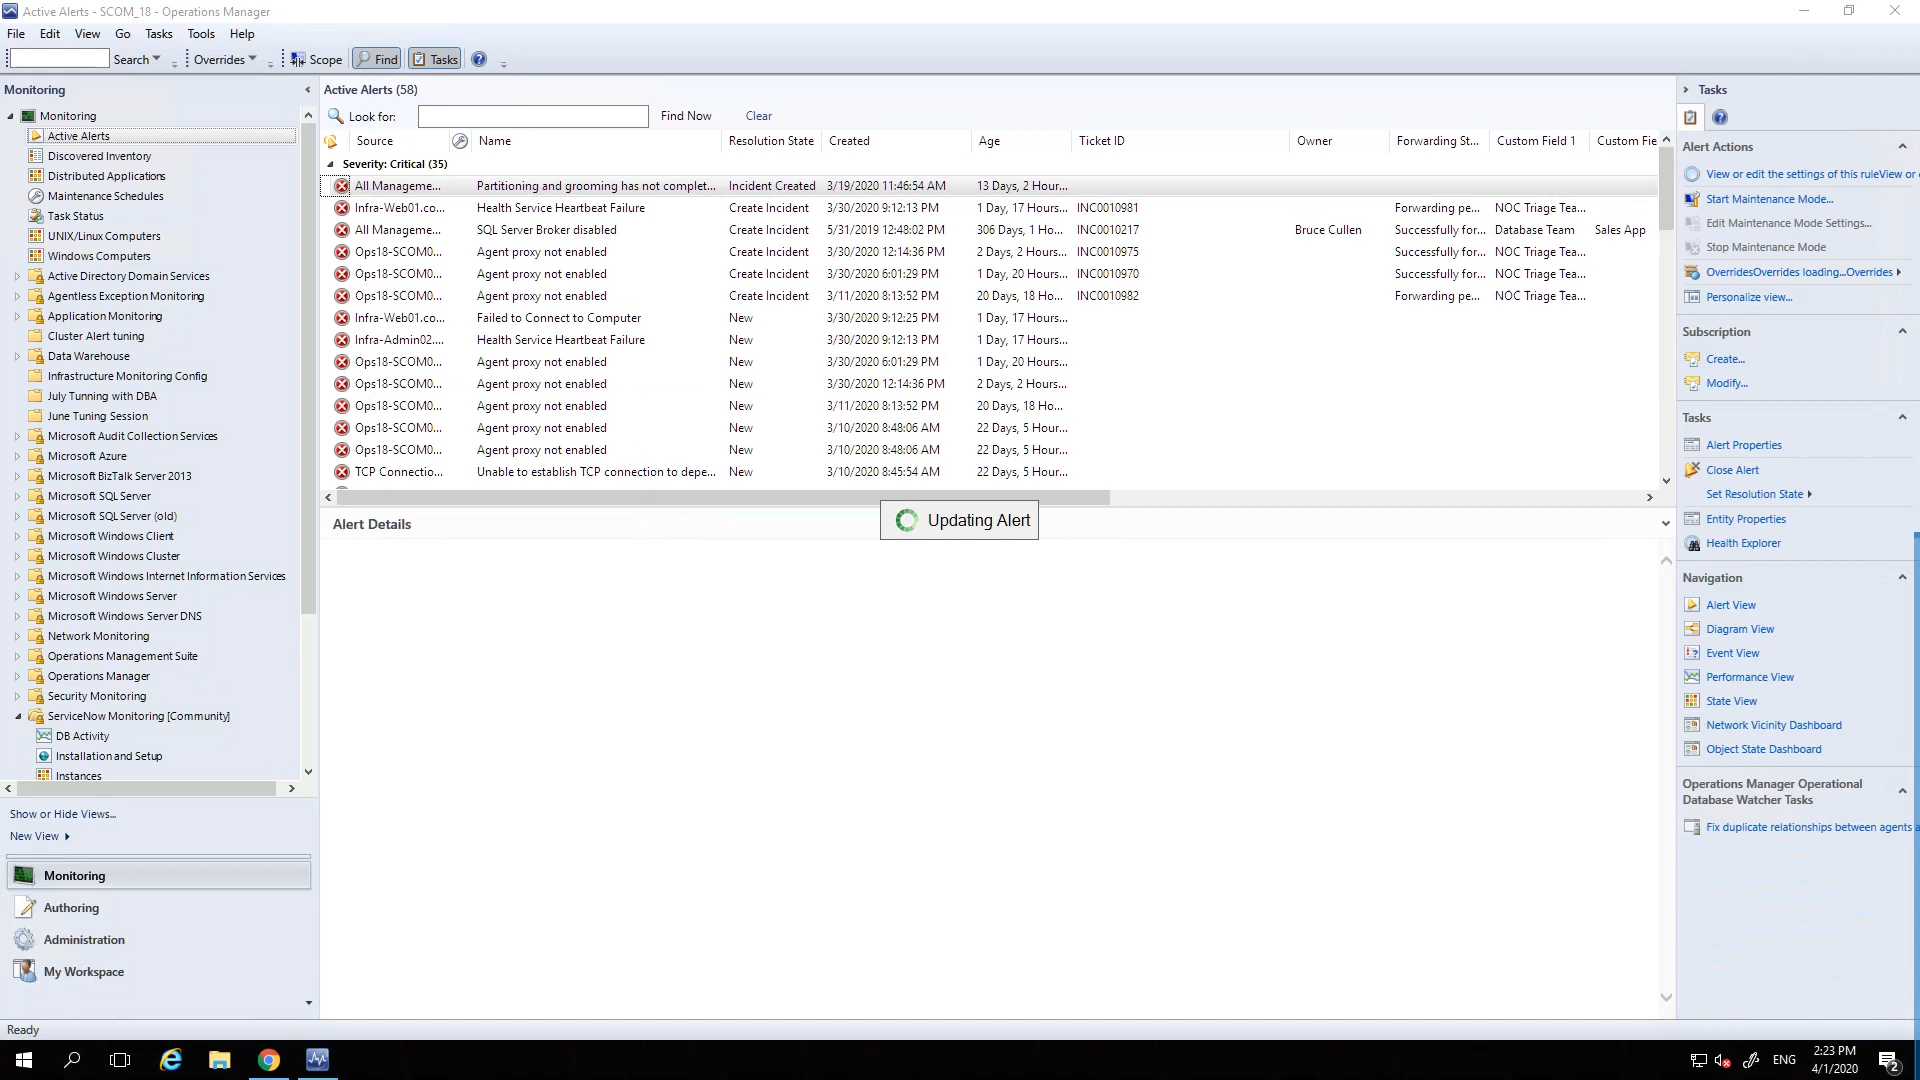 Active Alerts - SCOM_18 - Operations Manager
File Edit View Go Tasks Tools Help
Search Overrides Scope Find Tasks
Monitoring
Monitoring
Active Alerts
Discovered Inventory
Distributed Applications
Maintenance Schedules
Task Status
UNIX/Linux Computers
Windows Computers
Active Directory Domain Services
Agentless Exception Monitoring
Application Monitoring
Cluster Alert tuning
Data Warehouse
Infrastructure Monitoring Config
July Tunning with DBA
June Tuning Session
Microsoft Audit Collection Services
Microsoft Azure
Microsoft BizTalk Server 2013
Microsoft SQL Server
Microsoft SQL Server (old)
Microsoft Windows Client
Microsoft Windows Cluster
Microsoft Windows Internet Information Services
Microsoft Windows Server
Microsoft Windows Server DNS
Network Monitoring
Operations Management Suite
Operations Manager
Security Monitoring
ServiceNow Monitoring [Community]
DB Activity
Installation and Setup
Instances
Show or Hide Views...
New View
Monitoring
Authoring
Administration
My Workspace
Active Alerts (58)
Look for: Find Now Clear
Source Name Resolution State Created Age Ticket ID Owner Forwarding St... Custom Field 1 Custom Fie
Severity: Critical (35)
All Manageme... Partitioning and grooming has not complet... Incident Created 3/19/2020 11:46:54 AM 13 Days, 2 Hour...
Infra-Web01.co... Health Service Heartbeat Failure Create Incident 3/30/2020 9:12:13 PM 1 Day, 17 Hours... INC0010981 Forwarding pe... NOC Triage Tea...
All Manageme... SQL Server Broker disabled Create Incident 5/31/2019 12:48:02 PM 306 Days, 1 Ho... INC0010217 Bruce Cullen Successfully for... Database Team Sales App
Ops18-SCOM0... Agent proxy not enabled Create Incident 3/30/2020 12:14:36 PM 2 Days, 2 Hours... INC0010975 Successfully for... NOC Triage Tea...
Ops18-SCOM0... Agent proxy not enabled Create Incident 3/30/2020 6:01:29 PM 1 Day, 20 Hours... INC0010970 Successfully for... NOC Triage Tea...
Ops18-SCOM0... Agent proxy not enabled Create Incident 3/11/2020 8:13:52 PM 20 Days, 18 Ho... INC0010982 Forwarding pe... NOC Triage Tea...
Infra-Web01.co... Failed to Connect to Computer New 3/30/2020 9:12:25 PM 1 Day, 17 Hours...
Infra-Admin02.... Health Service Heartbeat Failure New 3/30/2020 9:12:13 PM 1 Day, 17 Hours...
Ops18-SCOM0... Agent proxy not enabled New 3/30/2020 6:01:29 PM 1 Day, 20 Hours...
Ops18-SCOM0... Agent proxy not enabled New 3/30/2020 12:14:36 PM 2 Days, 2 Hours...
Ops18-SCOM0... Agent proxy not enabled New 3/11/2020 8:13:52 PM 20 Days, 18 Ho...
Ops18-SCOM0... Agent proxy not enabled New 3/10/2020 8:48:06 AM 22 Days, 5 Hour...
Ops18-SCOM0... Agent proxy not enabled New 3/10/2020 8:48:06 AM 22 Days, 5 Hour...
TCP Connectio... Unable to establish TCP connection to depe... New 3/10/2020 8:45:54 AM 22 Days, 5 Hour...
Alert Details
Updating Alert
Tasks
Alert Actions
View or edit the settings of this ruleView or
Start Maintenance Mode...
Edit Maintenance Mode Settings...
Stop Maintenance Mode
OverridesOverrides loading...Overrides
Personalize view...
Subscription
Create...
Modify...
Tasks
Alert Properties
Close Alert
Set Resolution State
Entity Properties
Health Explorer
Navigation
Alert View
Diagram View
Event View
Performance View
State View
Network Vicinity Dashboard
Object State Dashboard
Operations Manager Operational
Database Watcher Tasks
Fix duplicate relationships between agents
Ready
ENG
2:23 PM
4/1/2020
2